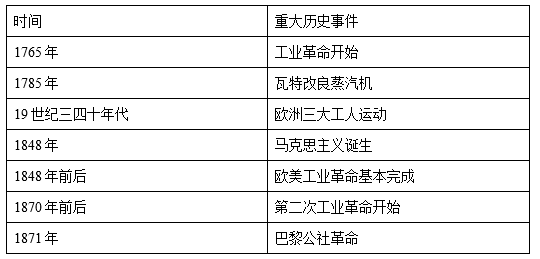 时间 重大历史事件
1765年 工业革命开始
1785年 瓦特改良蒸汽机
19世纪三四十年代 欧洲三大工人运动
1848年 马克思主义诞生
1848年前后 欧美工业革命基本完成
1870年前后 第二次工业革命开始
1871年 巴黎公社革命